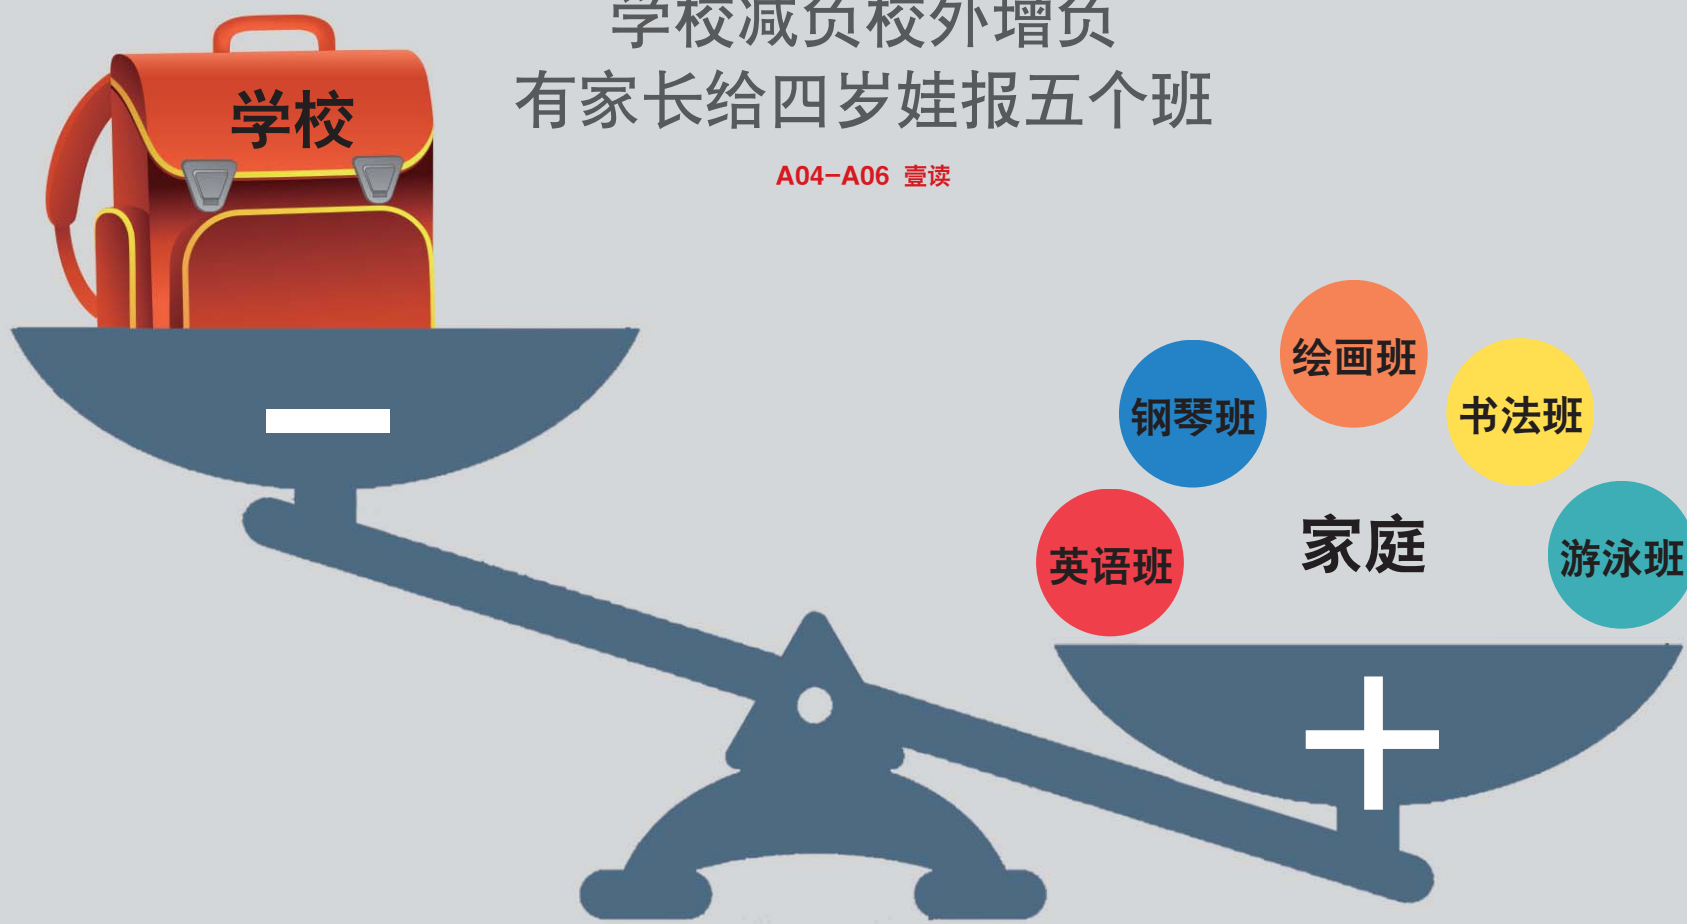 学校减负校外增负
有家长给四岁娃报五个班
A04-A06 壹读
学校
绘画班
钢琴班
书法班
英语班
家庭
游泳班